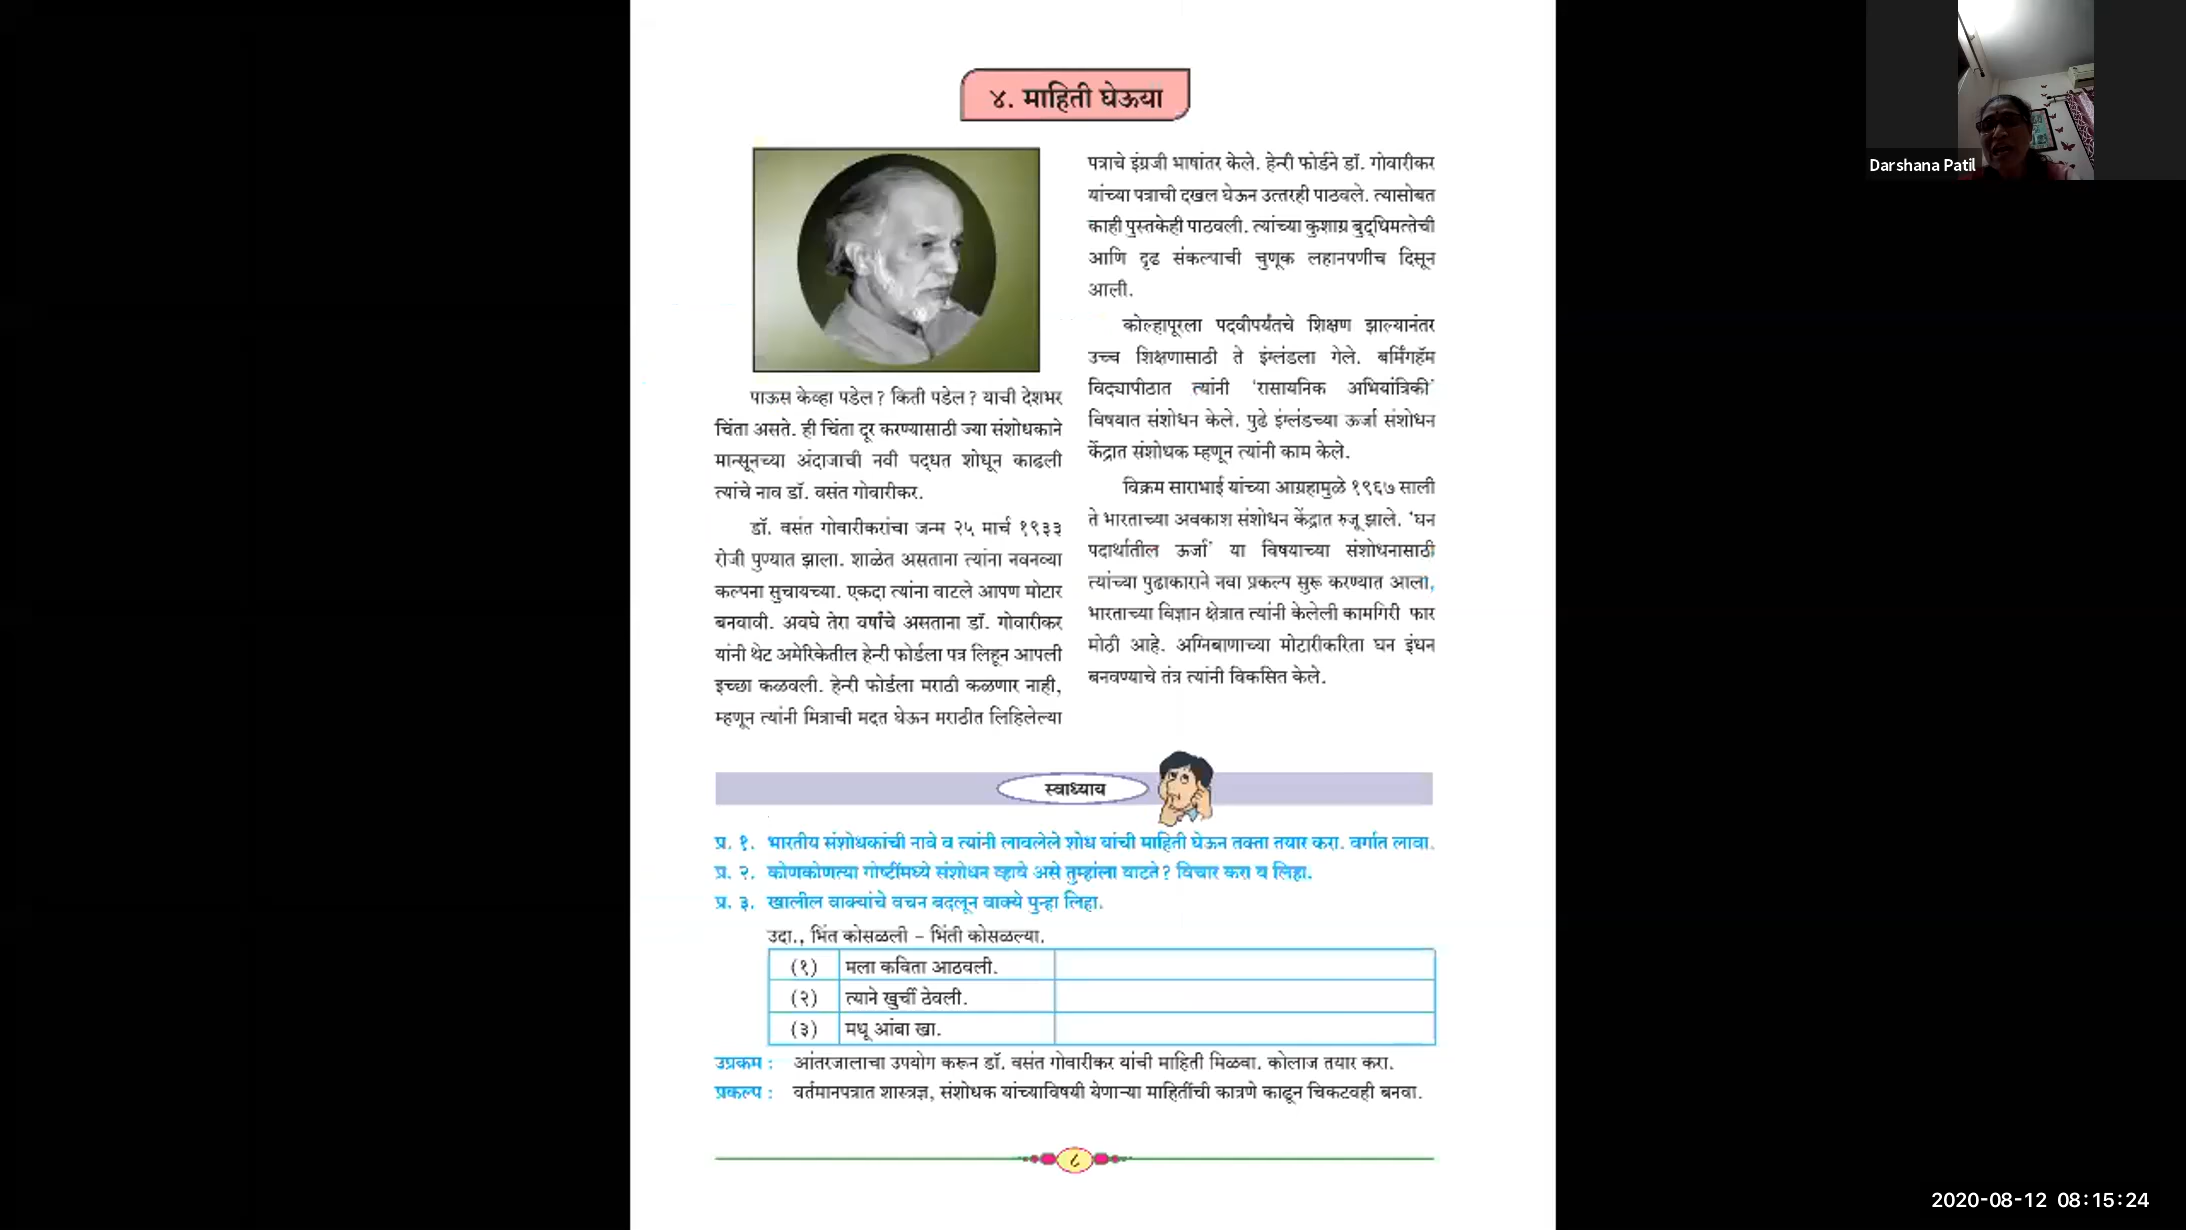 ४. माहिती घेऊया
पाऊस केव्हा पडेल ? किती पडेल ? याची देशभर
चिंता असते. ही चिंता दूर करण्यासाठी ज्या संशोधकाने
मान्सूनच्या अंदाजाची नवी पद्धत शोधून काढली
त्यांचे नाव डॉ. वसंत गोवारीकर.
डॉ. वसंत गोवारीकरांचा जन्म २५ मार्च १९३३
रोजी पुण्यात झाला. शाळेत असताना त्यांना नवनव्या
कल्पना सुचायच्या. एकदा त्यांना वाटले आपण मोटार
बनवावी. अवघे तेरा वर्षांचे असताना डॉ. गोवारीकर
यांनी थेट अमेरिकेतील हेन्री फोर्डला पत्र लिहून आपली
इच्छा कळवली. हेन्री फोर्डला मराठी कळणार नाही,
म्हणून त्यांनी मित्राची मदत घेऊन मराठीत लिहिलेल्या
पत्राचे इंग्रजी भाषांतर केले. हेन्री फोर्डने डॉ. गोवारीकर
यांच्या पत्राची दखल घेऊन उत्तरही पाठवले. त्यासोबत
काही पुस्तकेही पाठवली. त्यांच्या कुशाग्र बुद्धिमत्तेची
आणि दृढ संकल्पाची चुणूक लहानपणीच दिसून
आली.
कोल्हापूरला पदवीपर्यंतचे शिक्षण झाल्यानंतर
उच्च शिक्षणासाठी ते इंग्लंडला गेले. बर्मिंगहॅम
विद्यापीठात त्यांनी 'रासायनिक अभियांत्रिकी'
विषयात संशोधन केले. पुढे इंग्लंडच्या ऊर्जा संशोधन
केंद्रात संशोधक म्हणून त्यांनी काम केले.
विक्रम साराभाई यांच्या आग्रहामुळे १९६७ साली
ते भारताच्या अवकाश संशोधन केंद्रात रुजू झाले. 'घन
पदार्थातील ऊर्जा' या विषयाच्या संशोधनासाठी
त्यांच्या पुढाकाराने नवा प्रकल्प सुरू करण्यात आला,
भारताच्या विज्ञान क्षेत्रात त्यांनी केलेली कामगिरी फार
मोठी आहे. अग्निबाणाच्या मोटारीकरिता घन इंधन
बनवण्याचे तंत्र त्यांनी विकसित केले.
स्वाध्याय
प्र. १. भारतीय संशोधकांची नावे व त्यांनी लावलेले शोध यांची माहिती घेऊन तक्ता तयार करा. वर्गात लावा.
प्र. २. कोणकोणत्या गोष्टींमध्ये संशोधन व्हावे असे तुम्हांला वाटते ? विचार करा व लिहा.
प्र. ३. खालील वाक्यांचे वचन बदलून वाक्ये पुन्हा लिहा.
उदा., भिंत कोसळली – भिंती कोसळल्या.
(१) मला कविता आठवली.
(२) त्याने खुर्ची ठेवली.
(३) मधू आंबा खा.
उपक्रम : आंतरजालाचा उपयोग करून डॉ. वसंत गोवारीकर यांची माहिती मिळवा. कोलाज तयार करा.
प्रकल्प : वर्तमानपत्रात शास्त्रज्ञ, संशोधक यांच्याविषयी येणाऱ्या माहितींची कात्रणे काढून चिकटवही बनवा.
८
Darshana Patil
2020-08-12 08:15:24